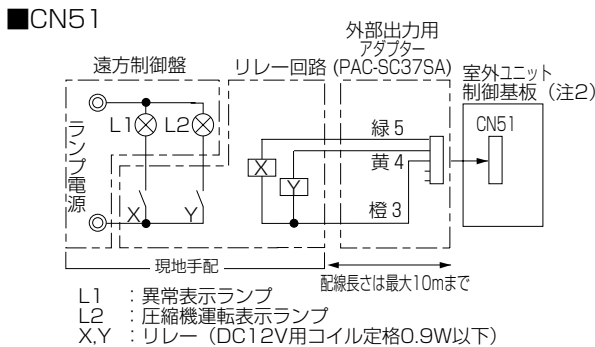 ■CN51
外部出力用
アダプター
(PAC-SC37SA)
遠方制御盤
リレー回路
室外ユニット
制御基板（注2）
L1
L2
緑 5
CN51
黄 4
X
Y
ランプ電源
X
Y
橙 3
現地手配
配線長さは最大10mまで
L1 ：異常表示ランプ
L2 ：圧縮機運転表示ランプ
X,Y ：リレー（DC12V用コイル定格0.9W以下）